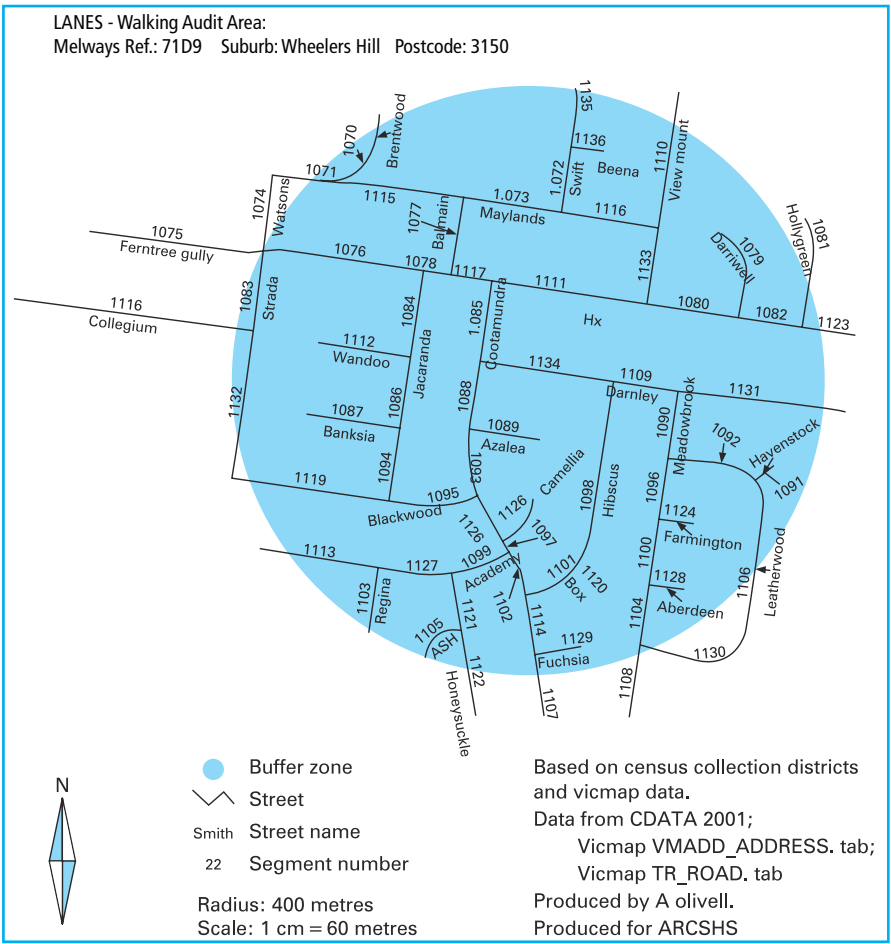 LANES - Walking Audit Area:
Melways Ref.: 71D9 Suburb: Wheelers Hill Postcode: 3150
1135
1070
Brentwood
1136
1110
View mount
1071
1.072
Swift
Beena
1074
Watsons
1115
1077
Balmain
1.073
Maylands
1116
Hollygreen
1081
1075
Ferntree gully
1076
1078
1117
1111
1133
Darriwell
1079
1080
1082
1123
1083
Strada
1116
Collegium
1084
1.085
Cootamundra
Hx
1112
Wandoo
Jacaranda
1134
1109
Darnley
1131
1132
1086
1088
1090
Meadowbrook
1087
Banksia
1089
Azalea
1092
Havenstock
1091
1119
1094
1093
Camellia
1098
Hibscus
1096
1095
Blackwood
1126
1126
1097
1124
Farmington
1113
1127
1099
Academy
1101
Box
1120
1100
1106
Leatherwood
1103
Regina
1121
1102
1114
1128
Aberdeen
1104
1105
ASH
1129
Fuchsia
1130
1122
Honeysuckle
1107
1108
N
Buffer zone
Street
Smith Street name
22 Segment number
Radius: 400 metres
Scale: 1 cm = 60 metres
Based on census collection districts
and vicmap data.
Data from CDATA 2001;
Vicmap VMADD_ADDRESS. tab;
Vicmap TR_ROAD. tab
Produced by A olivell.
Produced for ARCSHS